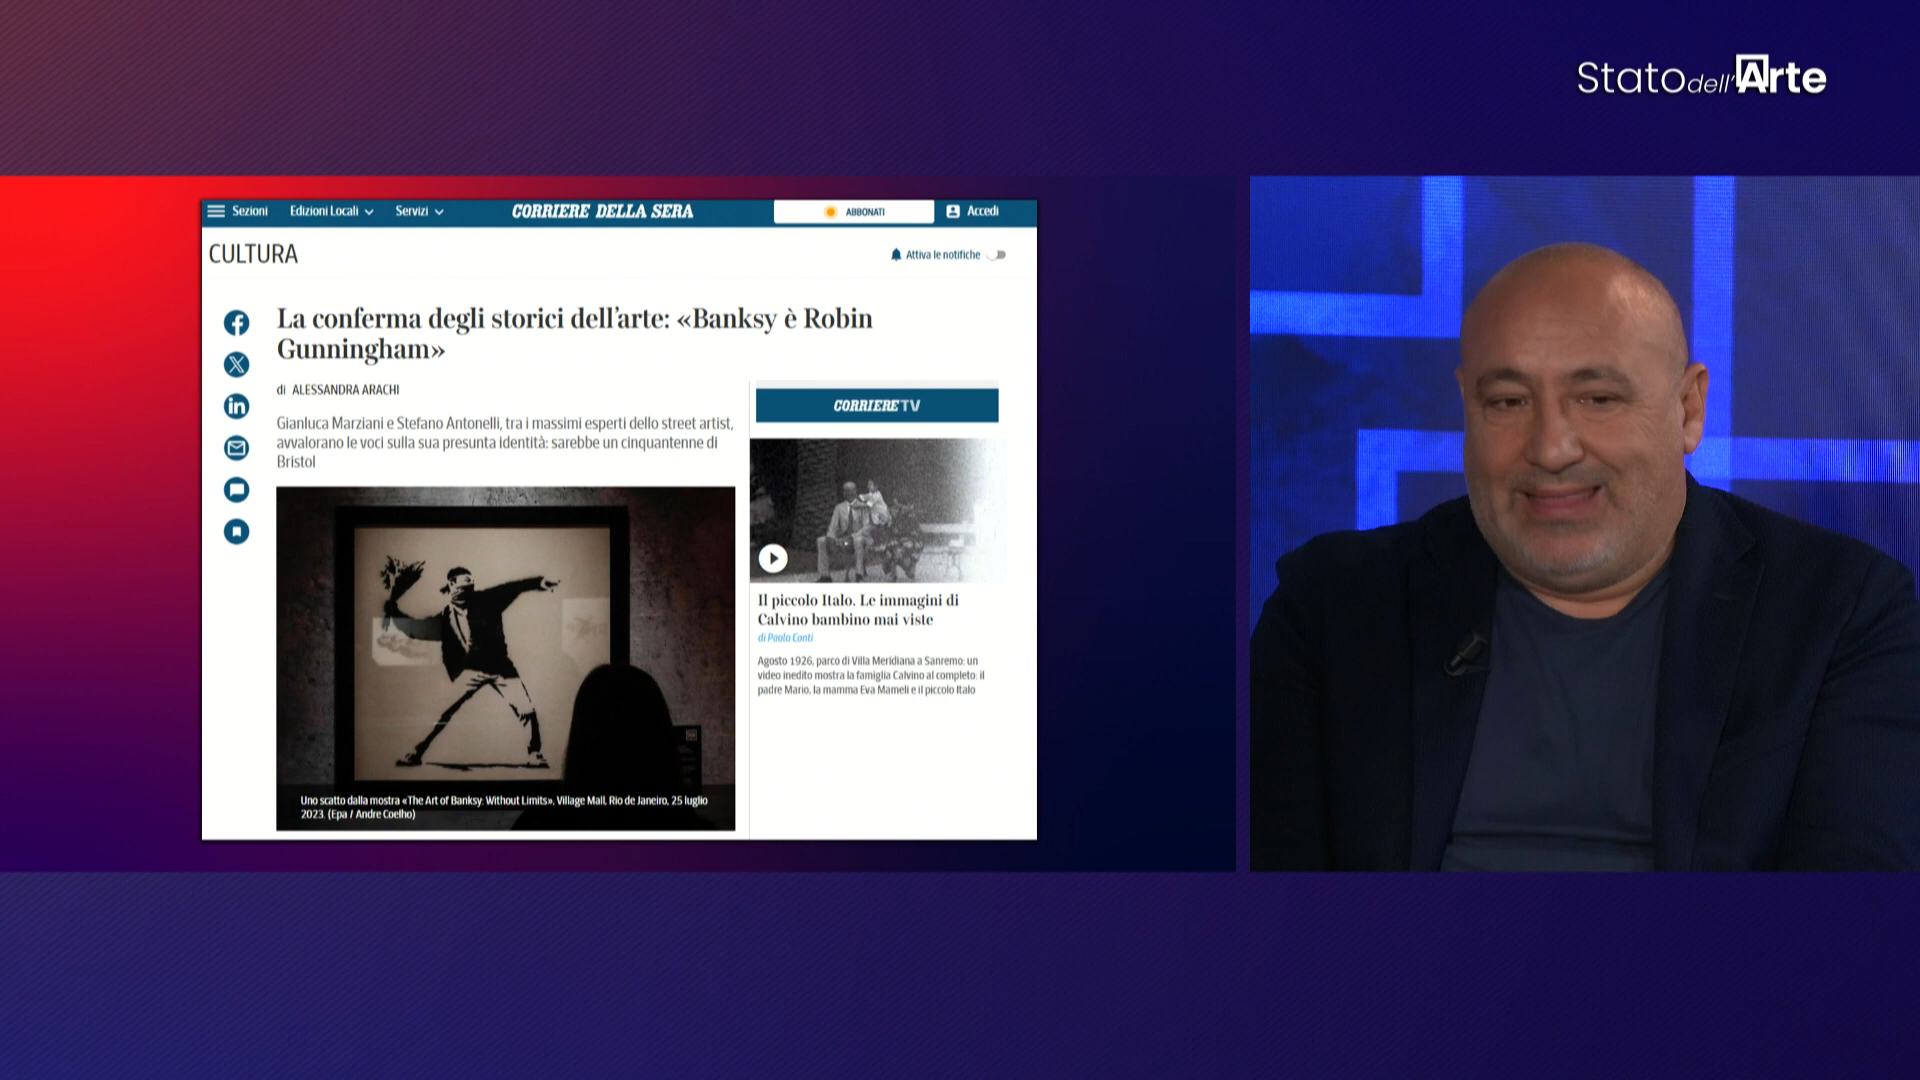 Stato dell'Arte
Sezioni Edizioni Locali Servizi CORRIERE DELLA SERA ABBONATI Accedi
CULTURA
Attiva le notifiche
La conferma degli storici dell'arte: «Banksy è Robin
Gunningham»
di ALESSANDRA ARACHI
Gianluca Marziani e Stefano Antonelli, tra i massimi esperti dello street artist,
avvalorano le voci sulla sua presunta identità: sarebbe un cinquantenne di
Bristol
Uno scatto dalla mostra «The Art of Banksy: Without Limits», Village Mall, Rio de Janeiro, 25 luglio
2023. (Epa / Andre Coelho)
CORRIERE TV
Il piccolo Italo. Le immagini di
Calvino bambino mai viste
di Paolo Conti
Agosto 1926, parco di Villa Meridiana a Sanremo: un
video inedito mostra la famiglia Calvino al completo: il
padre Mario, la mamma Eva Mameli e il piccolo Italo